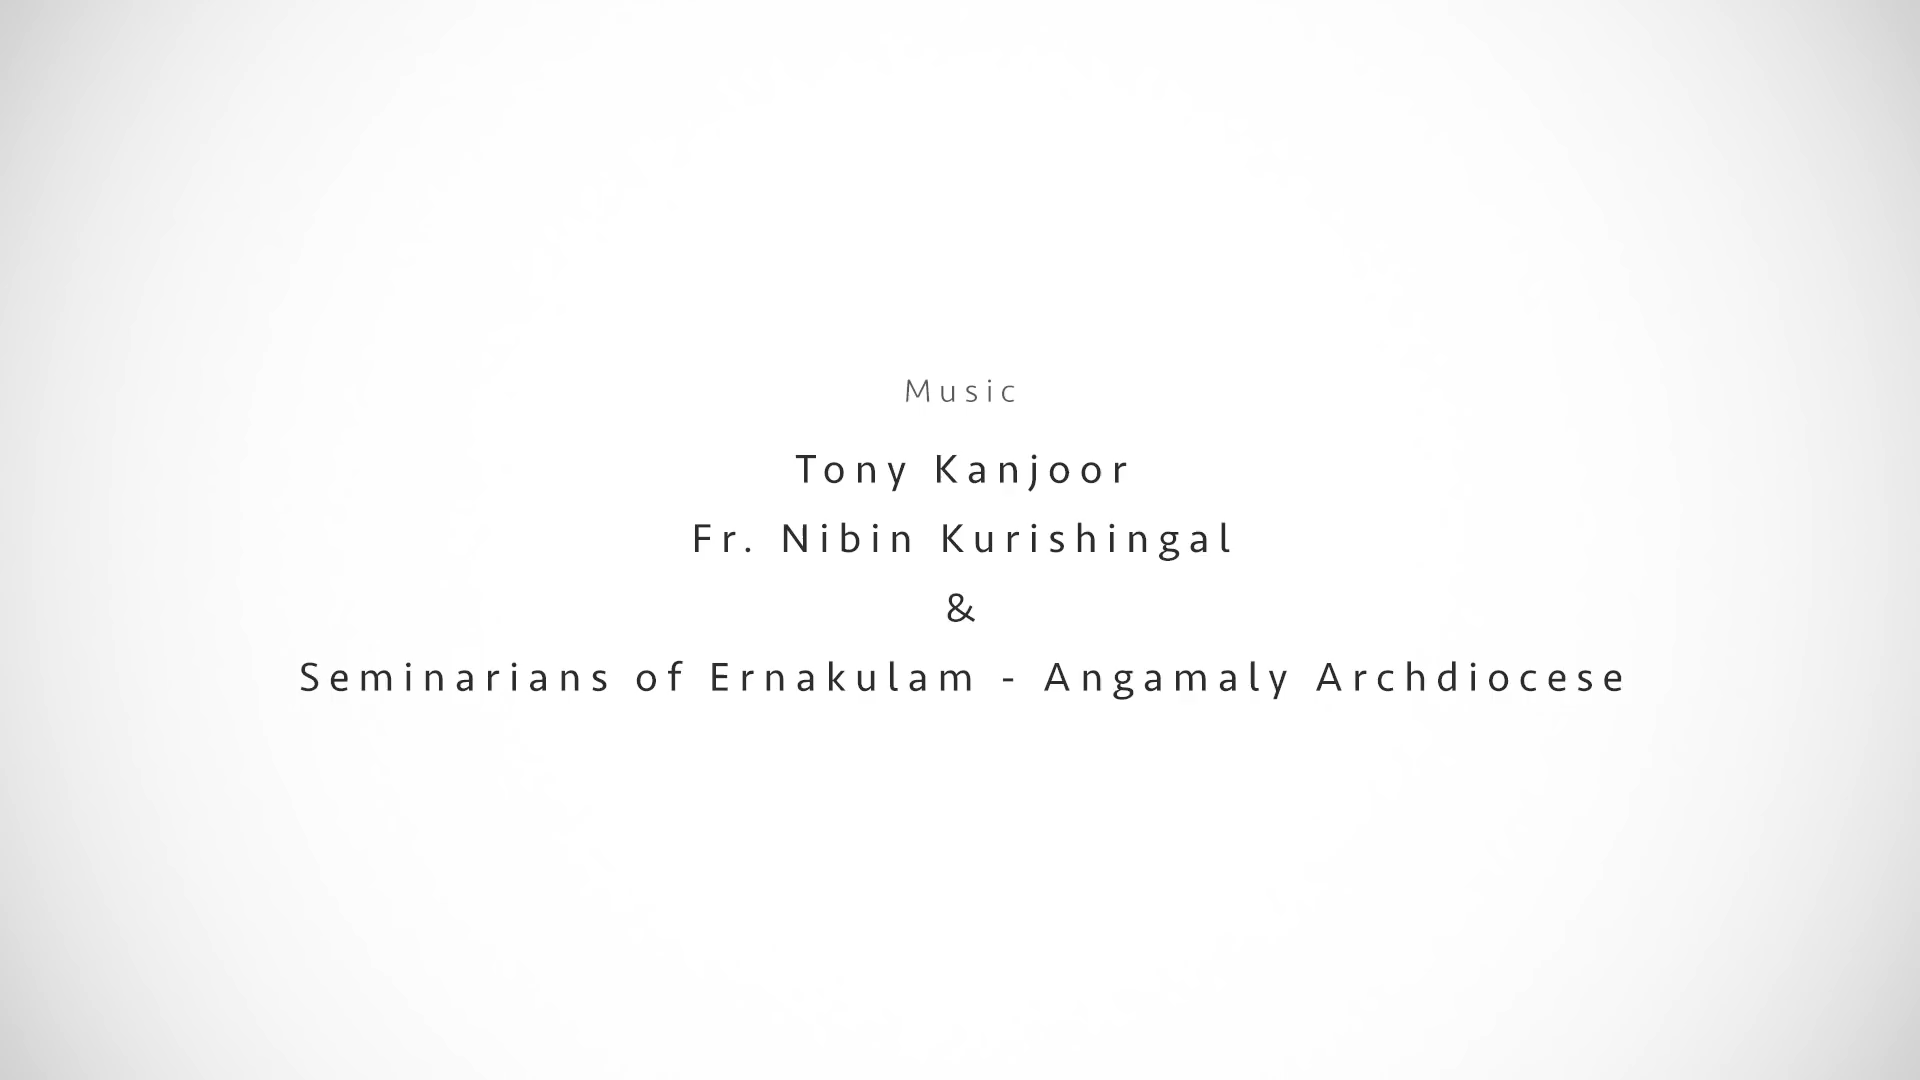 Music
Tony Kanjoor
Fr. Nibin Kurishingal
&
Seminarians of Ernakulam - Angamaly Archdiocese